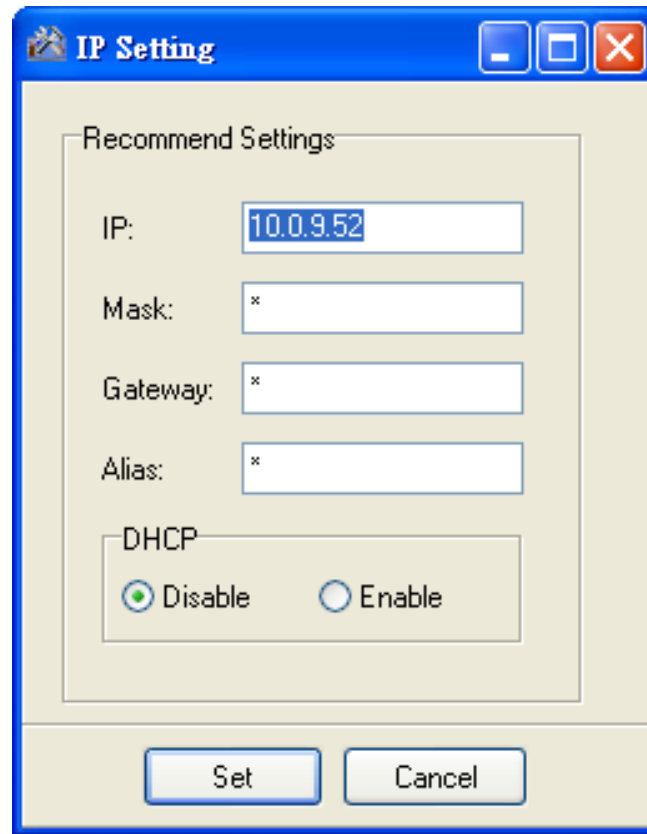 IP Setting
Recommend Settings
IP: 10.0.9.52
Mask: *
Gateway: *
Alias: *
DHCP
Disable Enable
Set Cancel